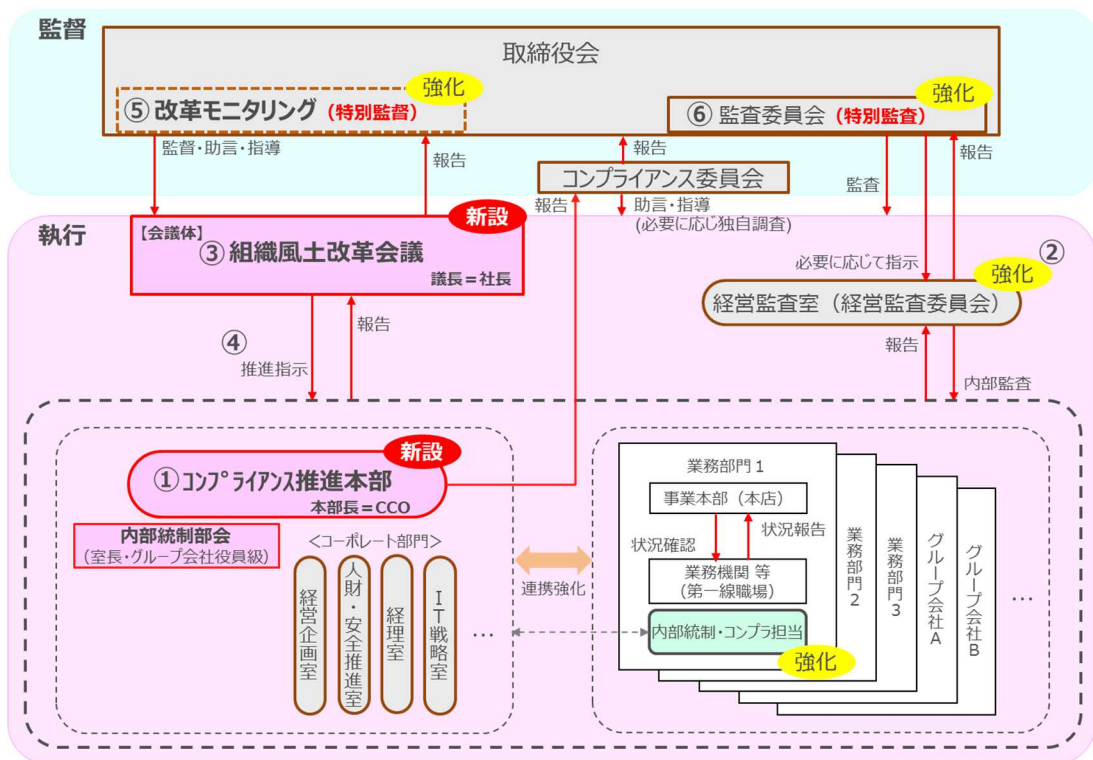 監督
取締役会
強化
⑤改革モニタリング（特別監督）
強化
⑥監査委員会（特別監査）
監督・助言・指導
報告
報告
コンプライアンス委員会
報告
助言・指導
（必要に応じ独自調査）
監査
報告
執行
新設
【会議体】
③組織風土改革会議
議長＝社長
必要に応じて指示
強化
②
経営監査室（経営監査委員会）
④
推進指示
報告
報告
内部監査
新設
①ｺﾝﾌﾟﾗｲｱﾝｽ推進本部
本部長＝CCO
内部統制部会
（室長・グループ会社役員級）
＜コーポレート部門＞
経営企画室
人財・安全推進室
経理室
IT戦略室
…
連携強化
業務部門１
事業本部（本店）
状況確認
状況報告
業務機関 等
（第一線職場）
内部統制・コンプラ担当
強化
業務部門２
業務部門３
グループ会社A
グループ会社B
…